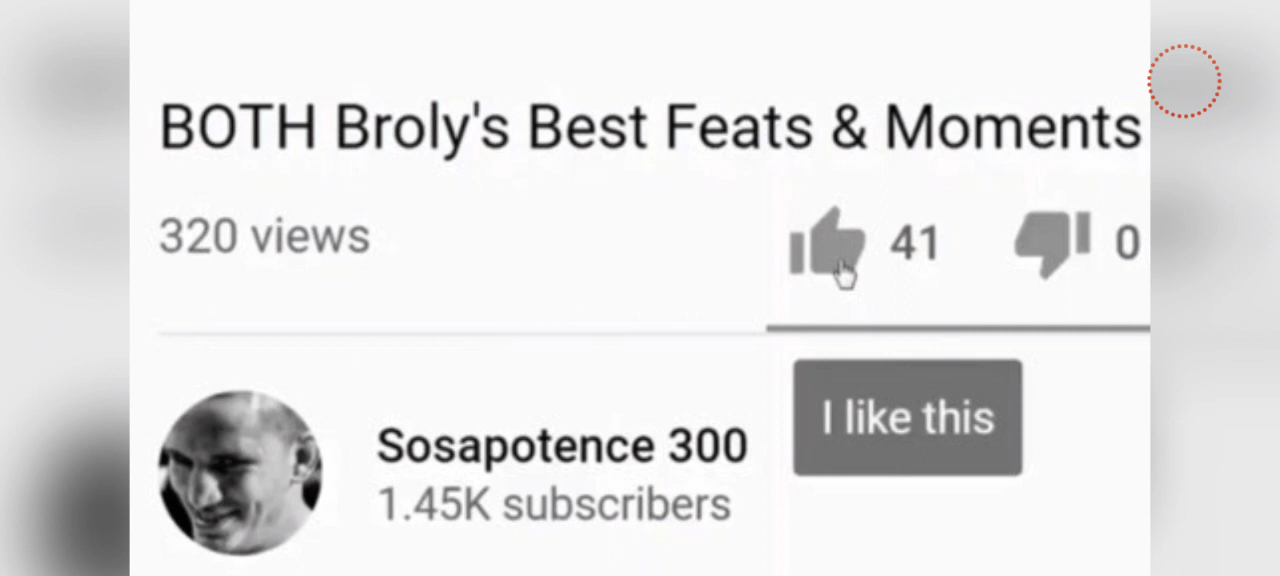 BOTH Broly's Best Feats & Moments
320 views
41
0
I like this
Sosapotence 300
1.45K subscribers